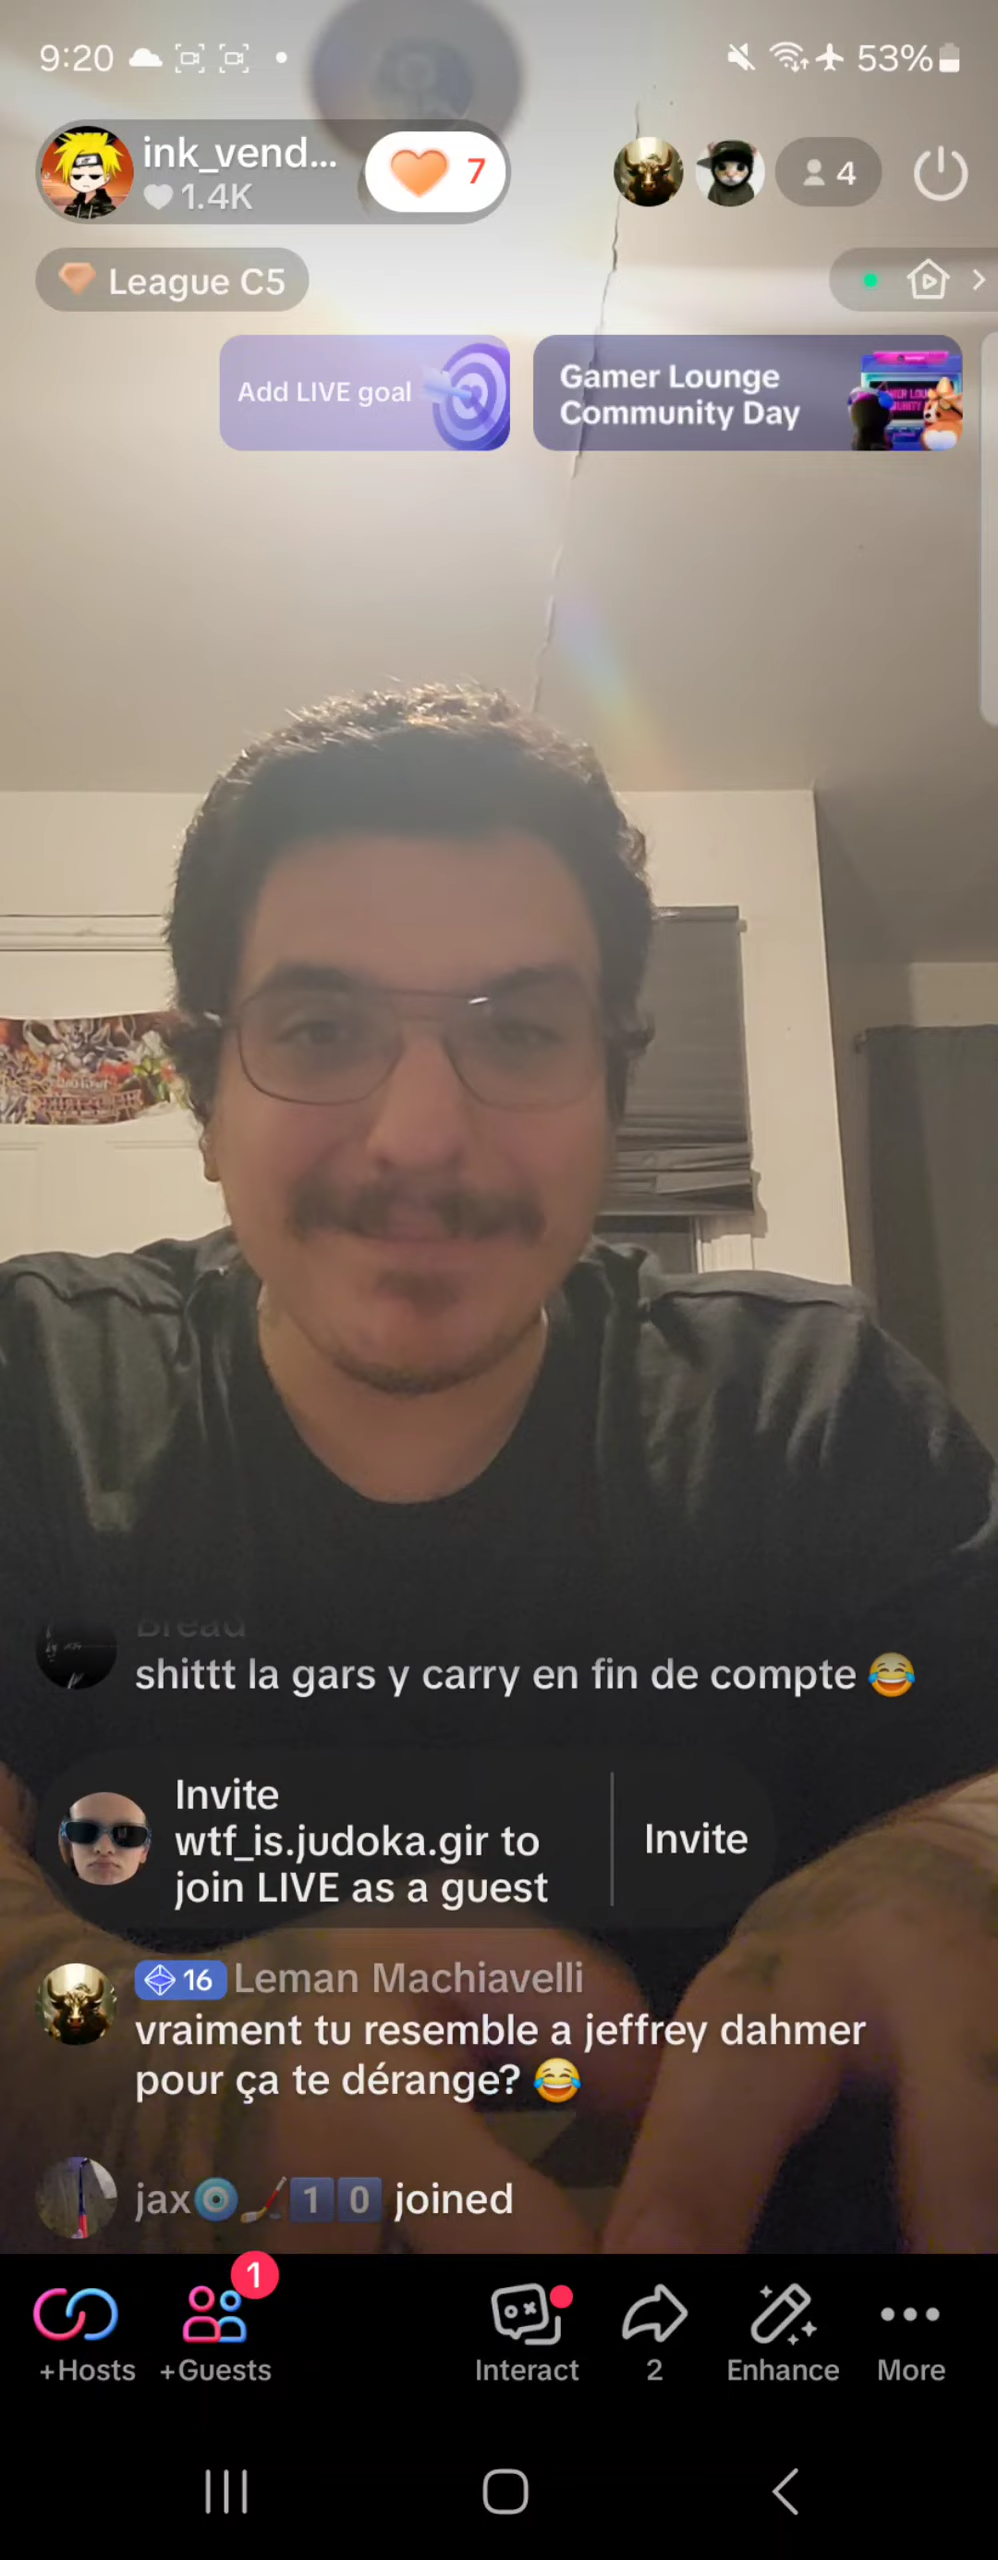 9:20
53%
ink_vend...
1.4K
7
4
League C5
Add LIVE goal
Gamer Lounge
Community Day
Bread
shittt la gars y carry en fin de compte 😂
Invite
wtf_is.judoka.gir to
join LIVE as a guest
Invite
16 Leman Machiavelli
vraiment tu resemble a jeffrey dahmer
pour ça te dérange? 😂
jax🧿🏒1️⃣0️⃣ joined
1
+Hosts
+Guests
Interact
2
Enhance
More